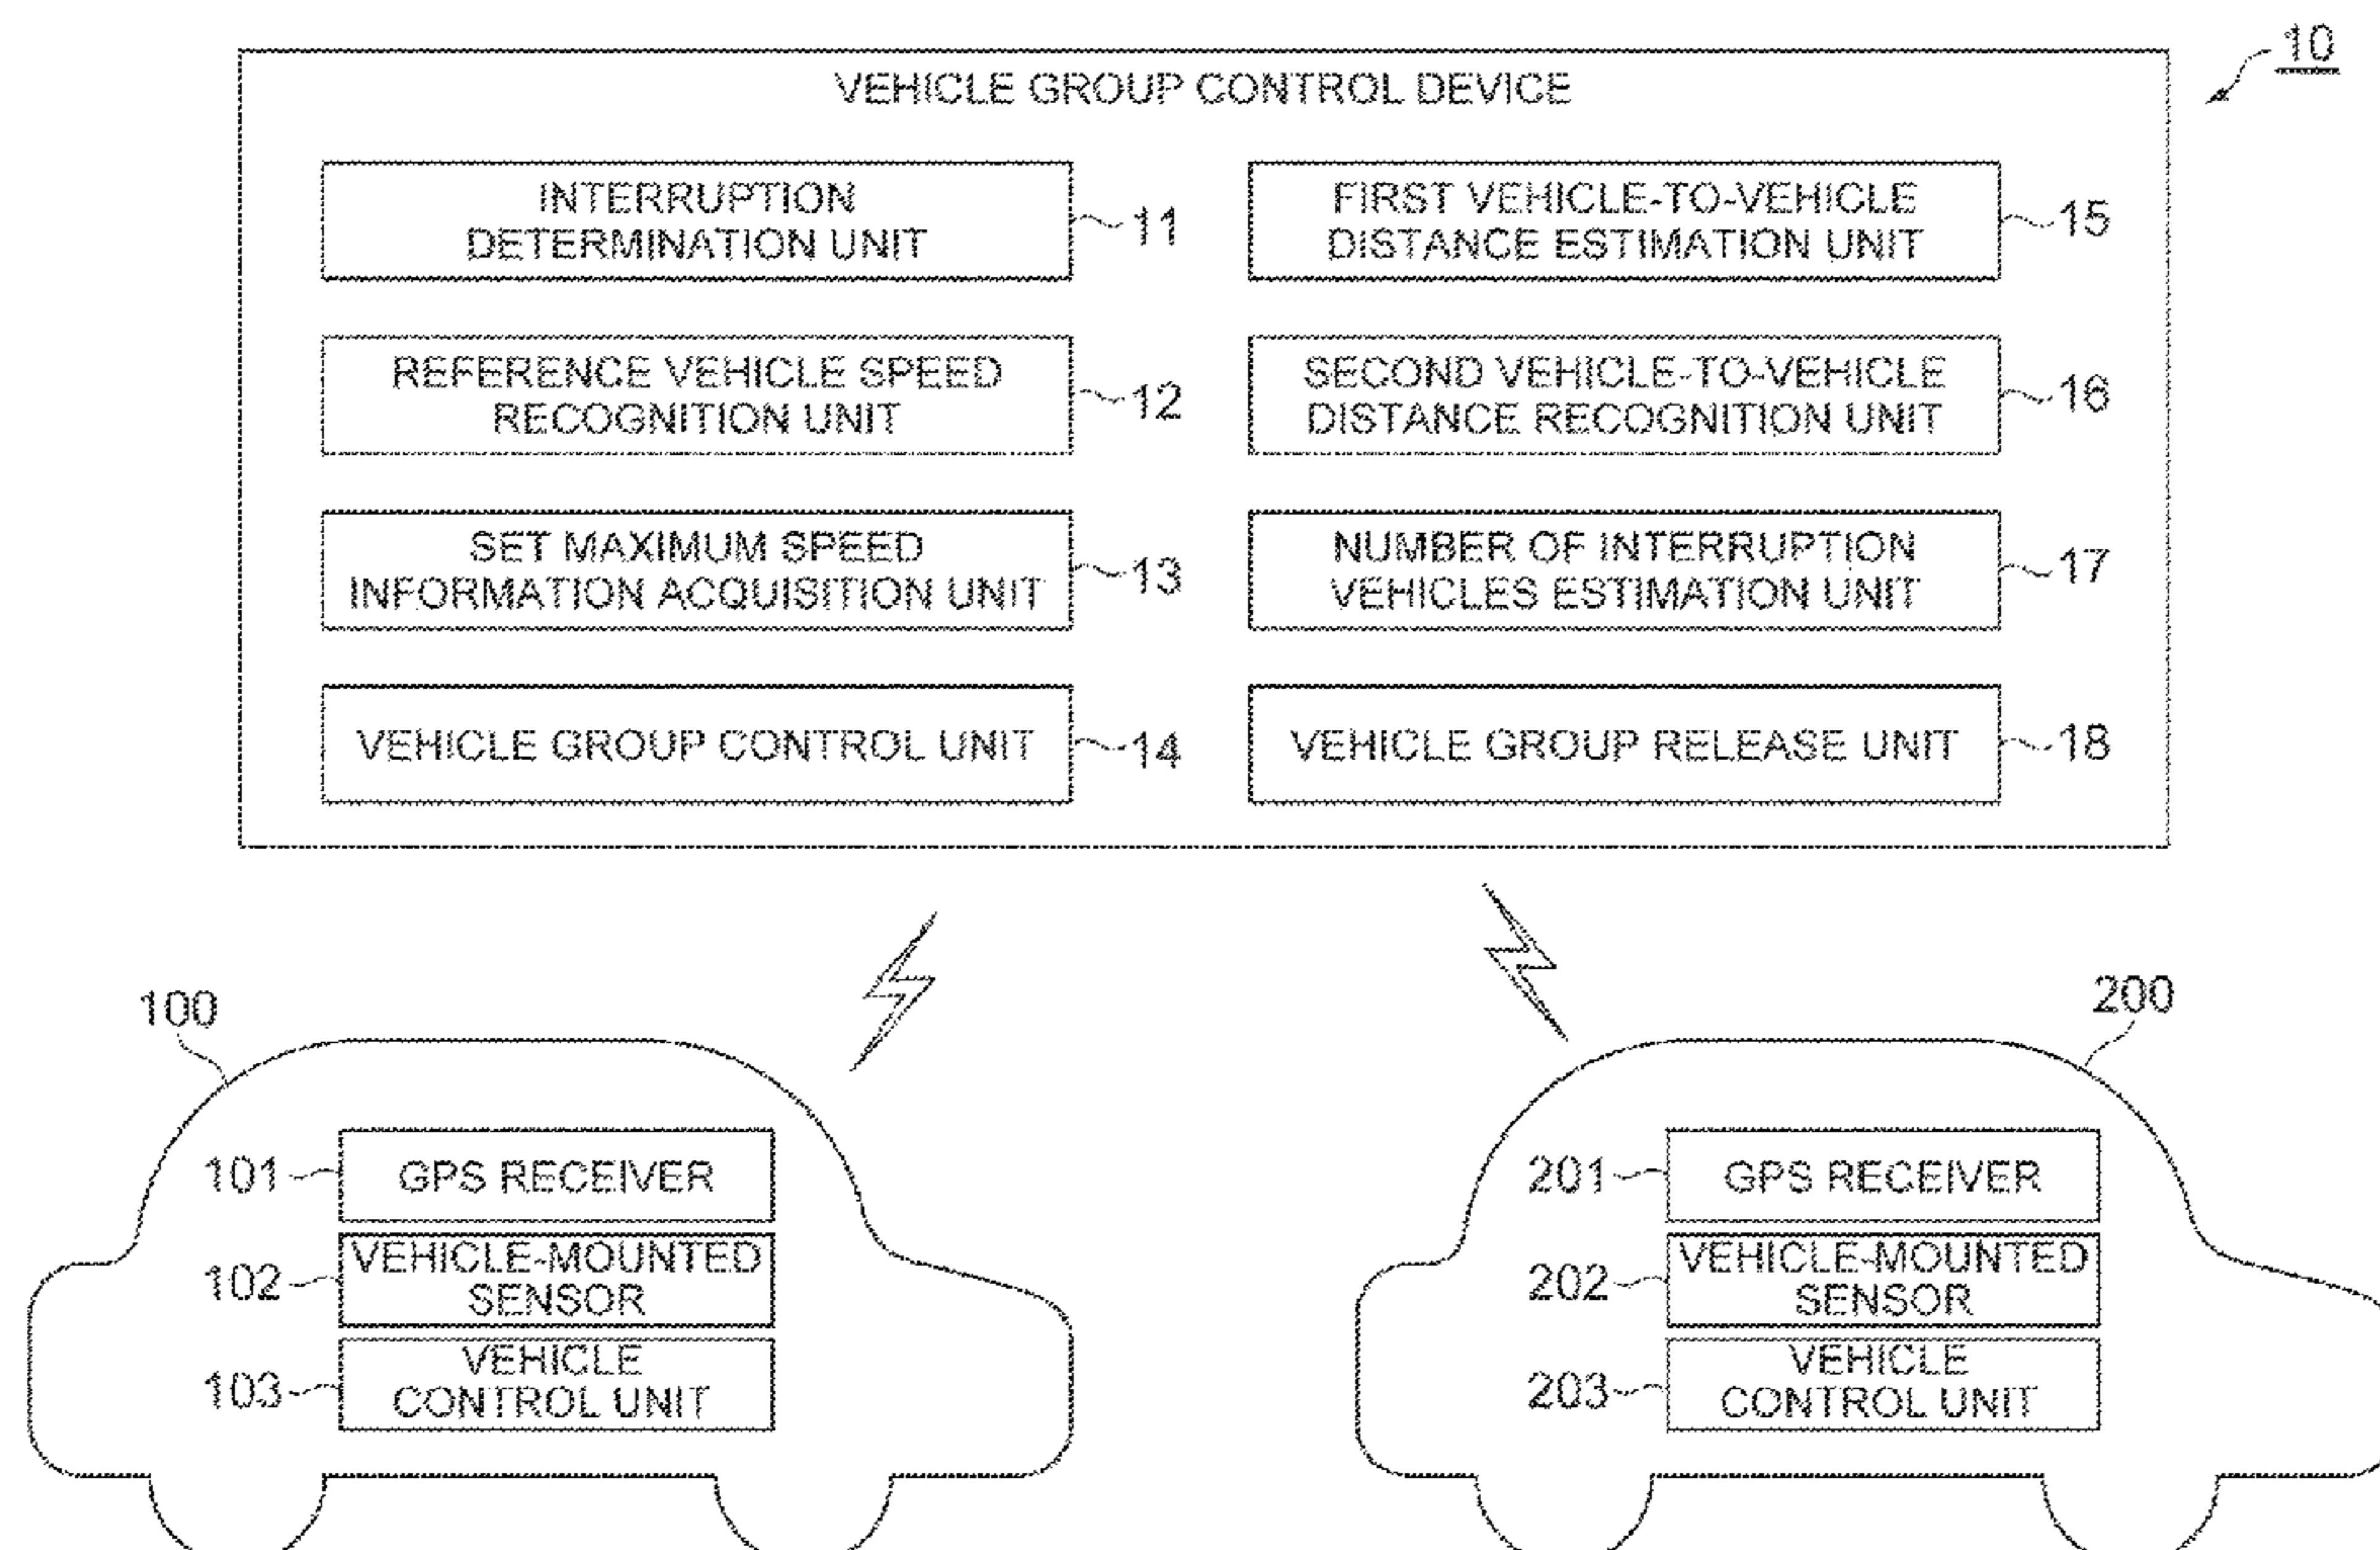 10
VEHICLE GROUP CONTROL DEVICE
INTERRUPTION
DETERMINATION UNIT
11
FIRST VEHICLE-TO-VEHICLE
DISTANCE ESTIMATION UNIT
15
REFERENCE VEHICLE SPEED
RECOGNITION UNIT
12
SECOND VEHICLE-TO-VEHICLE
DISTANCE RECOGNITION UNIT
16
SET MAXIMUM SPEED
INFORMATION ACQUISITION UNIT
13
NUMBER OF INTERRUPTION
VEHICLES ESTIMATION UNIT
17
VEHICLE GROUP CONTROL UNIT
14
VEHICLE GROUP RELEASE UNIT
18
100
101
GPS RECEIVER
102
VEHICLE-MOUNTED
SENSOR
103
VEHICLE
CONTROL UNIT
200
201
GPS RECEIVER
202
VEHICLE-MOUNTED
SENSOR
203
VEHICLE
CONTROL UNIT